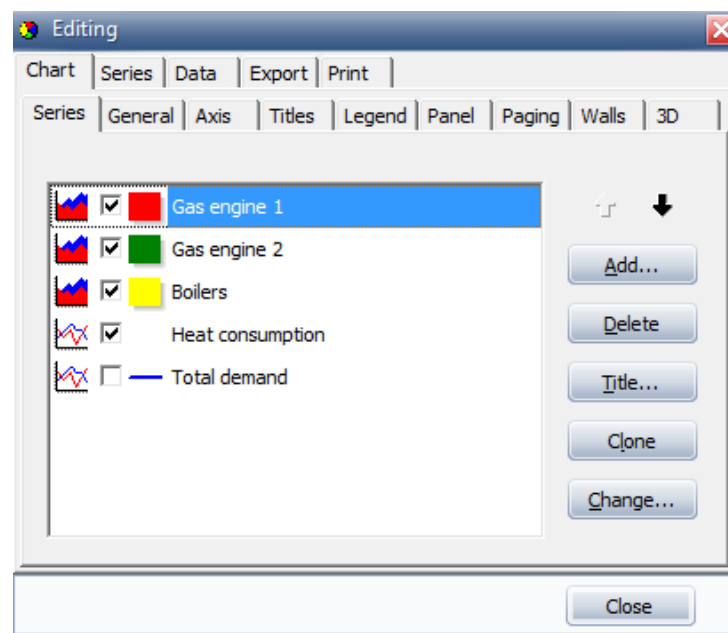 Editing
Chart Series Data Export Print
Series General Axis Titles Legend Panel Paging Walls 3D
Gas engine 1
Gas engine 2
Boilers
Heat consumption
Total demand
Add...
Delete
Title...
Clone
Change...
Close